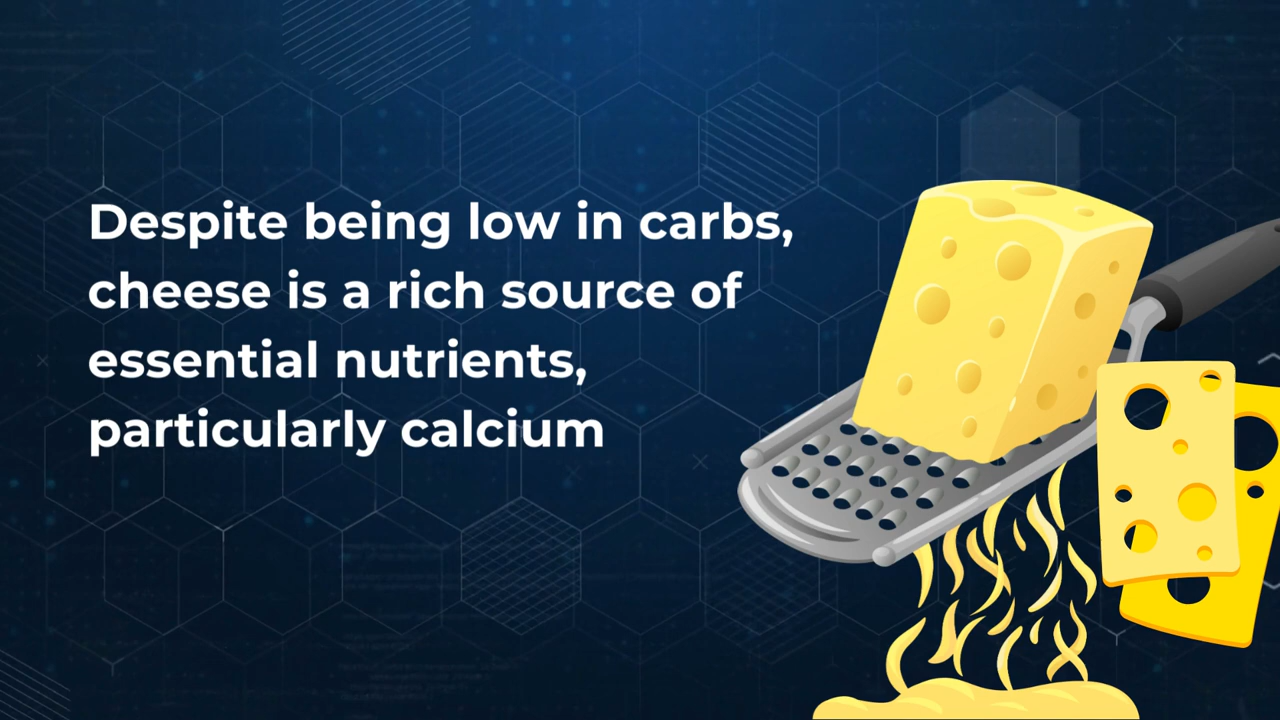 Despite being low in carbs,
cheese is a rich source of
essential nutrients,
particularly calcium